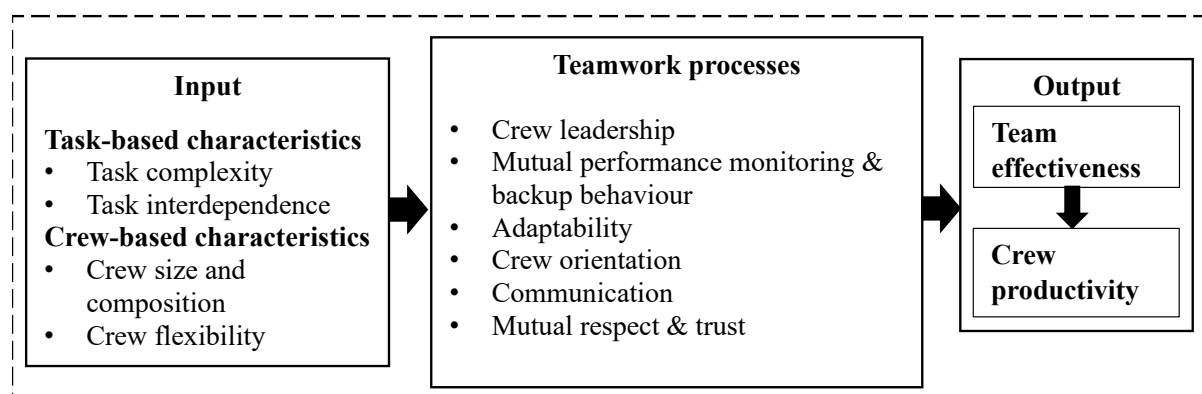 Input
Task-based characteristics
• Task complexity
• Task interdependence
Crew-based characteristics
• Crew size and
composition
• Crew flexibility
Teamwork processes
• Crew leadership
• Mutual performance monitoring &
backup behaviour
• Adaptability
• Crew orientation
• Communication
• Mutual respect & trust
Output
Team
effectiveness
Crew
productivity